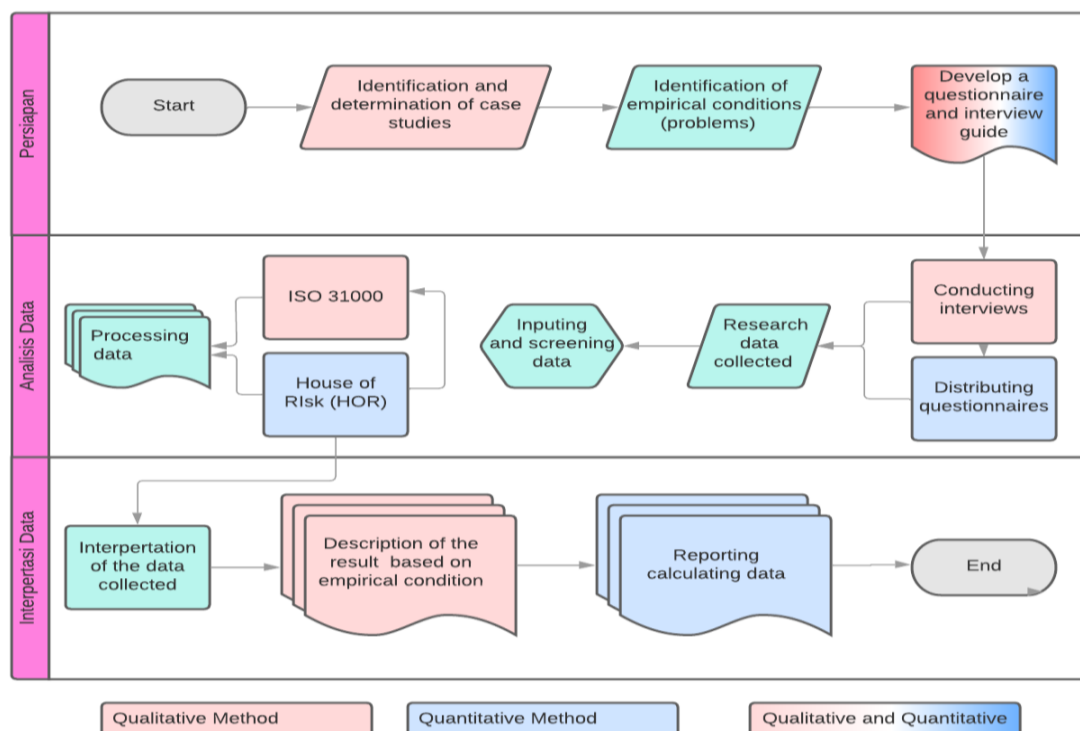 Persiapan
Start
Identification and
determination of case
studies
Identification of
empirical conditions
(problems)
Develop a
questionnaire
and interview
guide
Analisis Data
Processing
data
ISO 31000
House of
RIsk (HOR)
Inputing
and screening
data
Research
data
collected
Conducting
interviews
Distributing
questionnaires
Interpertasi Data
Interpertation
of the data
collected
Description of the
result based on
empirical condition
Reporting
calculating data
End
Qualitative Method
Quantitative Method
Qualitative and Quantitative